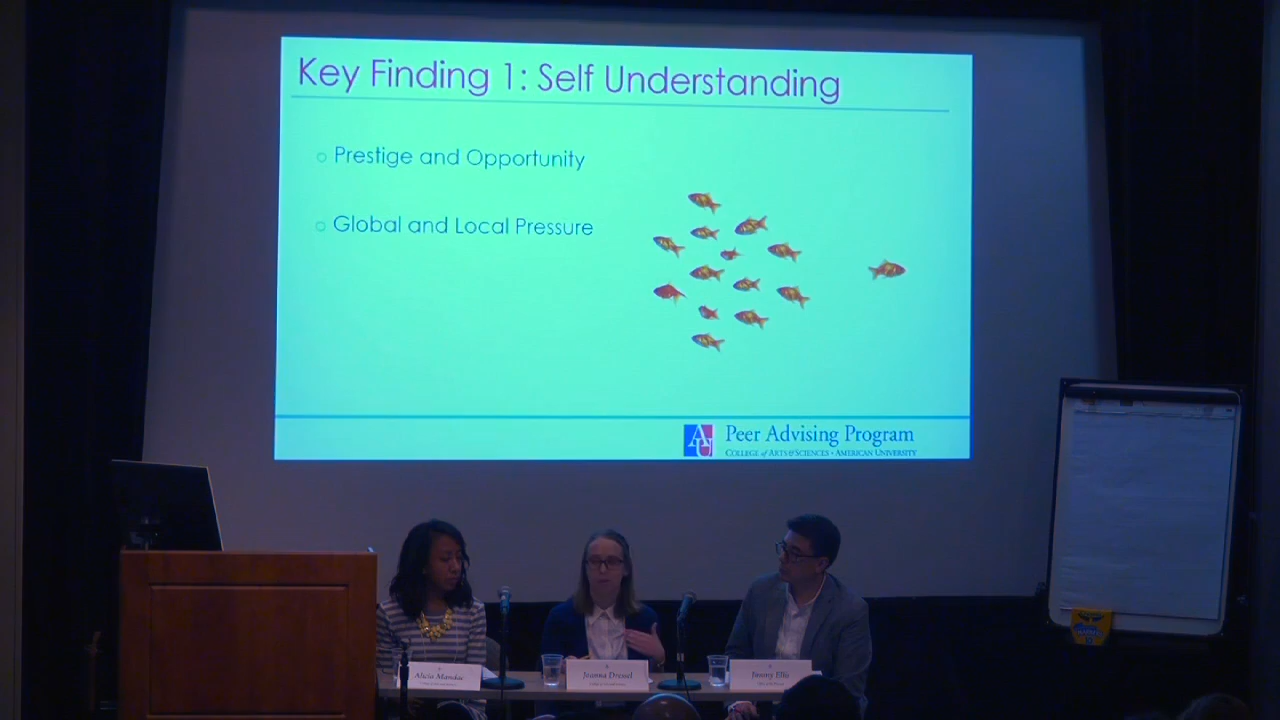 Key Finding 1: Self Understanding
Prestige and Opportunity
Global and Local Pressure
AU
Peer Advising Program
COLLEGE of ARTS & SCIENCES • AMERICAN UNIVERSITY
Alicia Mandac
Joanna Dressel
Jimmy Ellis